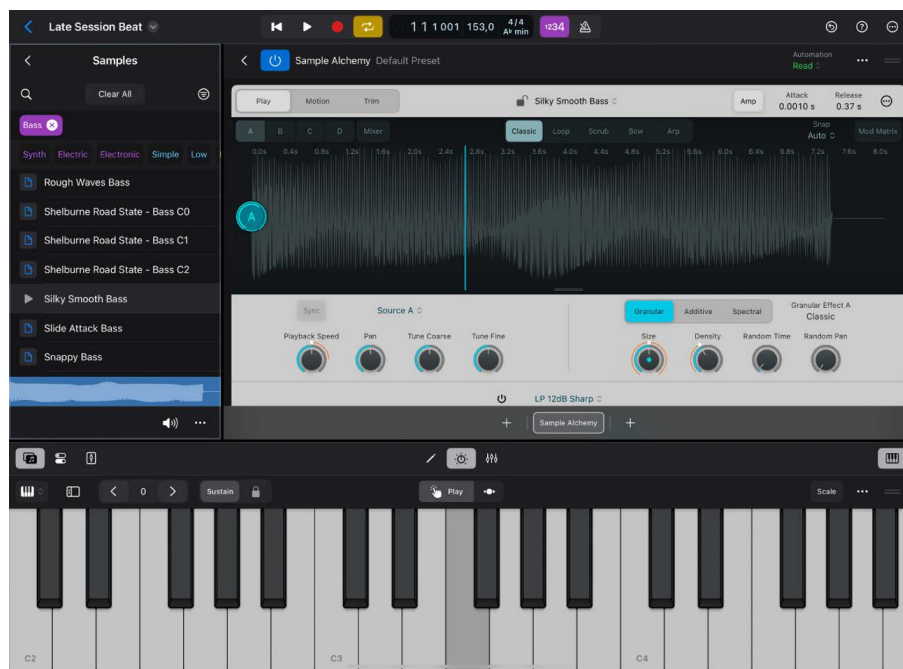 Late Session Beat
1 1 1 001 153,0 4/4 A♭ min 1234
Samples
Clear All
Bass
Synth Electric Electronic Simple Low
Rough Waves Bass
Shelburne Road State - Bass C0
Shelburne Road State - Bass C1
Shelburne Road State - Bass C2
Silky Smooth Bass
Slide Attack Bass
Snappy Bass
Sample Alchemy Default Preset
Automation
Read
Play Motion Trim
Silky Smooth Bass
Amp
Attack
0.0010 s
Release
0.37 s
A B C D Mixer
Classic Loop Scrub Bow Arp
Snap
Auto
Mod Matrix
0.0s 0.4s 0.8s 1.2s 1.6s 2.0s 2.4s 2.8s 3.2s 3.6s 4.0s 4.4s 4.8s 5.2s 5.6s 6.0s 6.4s 6.8s 7.2s 7.6s 8.0s
A
Sync
Source A
Granular Additive Spectral
Granular Effect A
Classic
Playback Speed Pan Tune Coarse Tune Fine
Size Density Random Time Random Pan
LP 12dB Sharp
+ Sample Alchemy +
0
Sustain
Play
Scale
C2 C3 C4